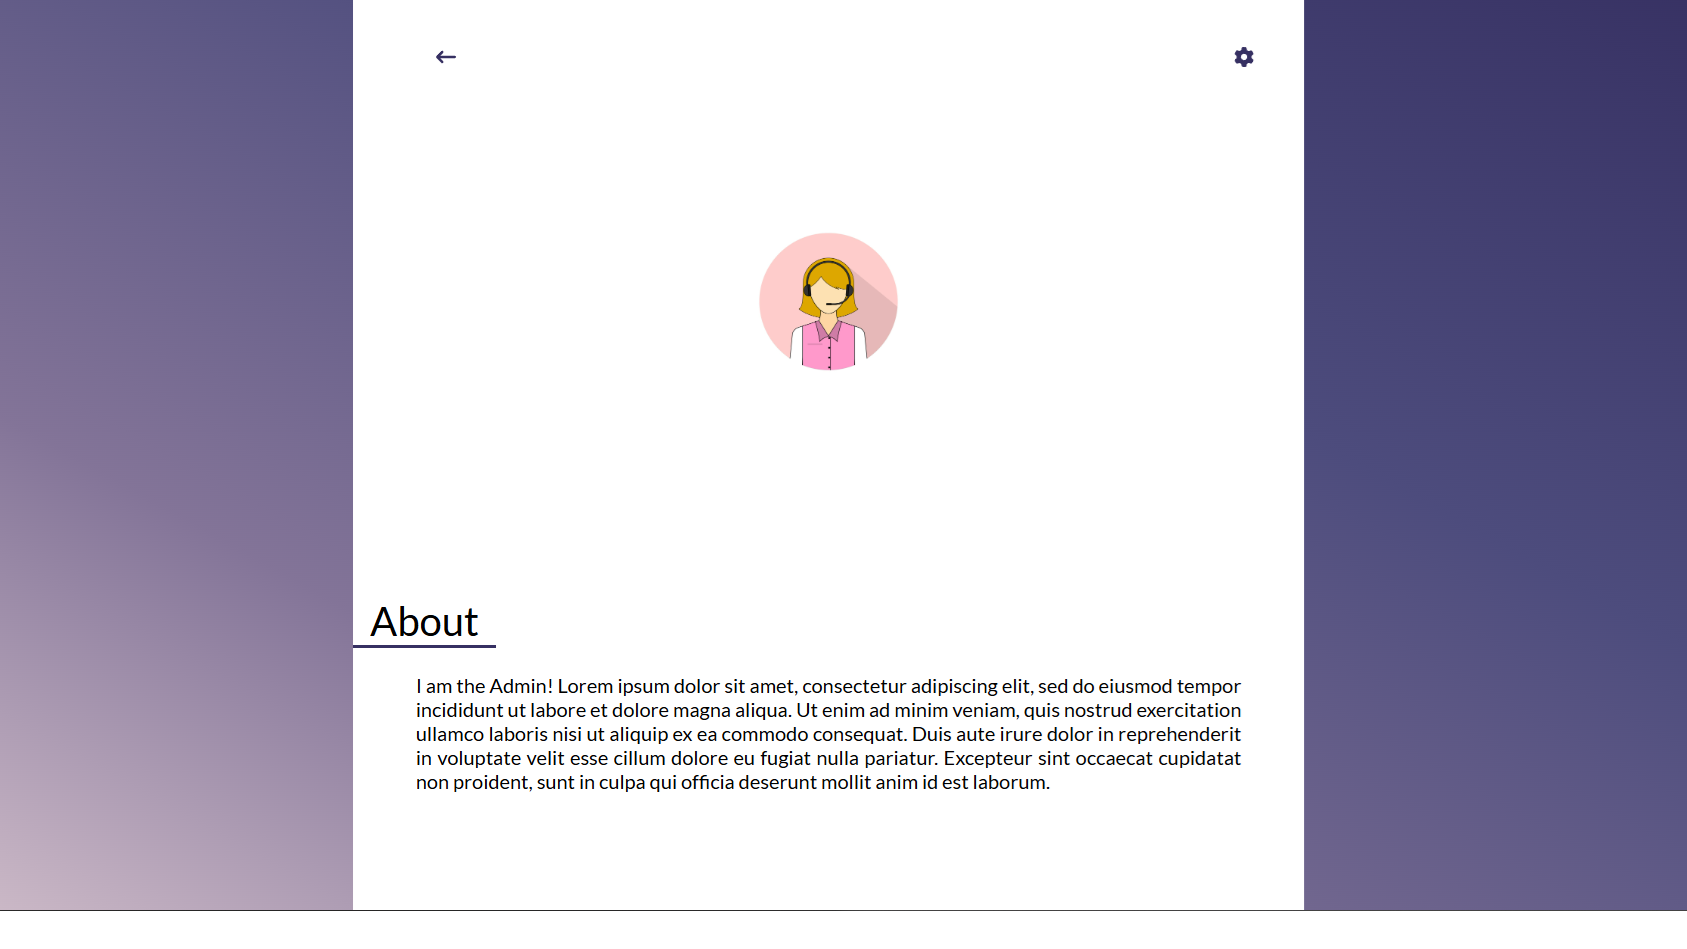 About
I am the Admin! Lorem ipsum dolor sit amet, consectetur adipiscing elit, sed do eiusmod tempor
incididunt ut labore et dolore magna aliqua. Ut enim ad minim veniam, quis nostrud exercitation
ullamco laboris nisi ut aliquip ex ea commodo consequat. Duis aute irure dolor in reprehenderit
in voluptate velit esse cillum dolore eu fugiat nulla pariatur. Excepteur sint occaecat cupidatat
non proident, sunt in culpa qui officia deserunt mollit anim id est laborum.